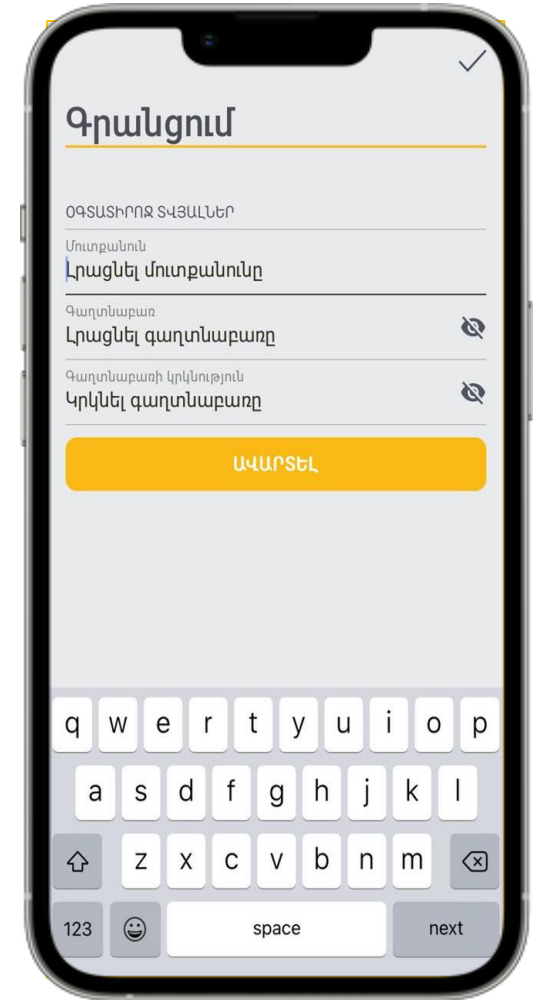 Գրանցում
ՕԳՏԱՏԻՐՈՋ ՏՎՅԱԼՆԵՐ
Մուտքանուն
Լրացնել մուտքանունը
Գաղտնաբառ
Լրացնել գաղտնաբառը
Գաղտնաբառի կրկնություն
Կրկնել գաղտնաբառը
ԱՎԱՐՏԵԼ
q w e r t y u i o p
a s d f g h j k l
z x c v b n m
123 space next